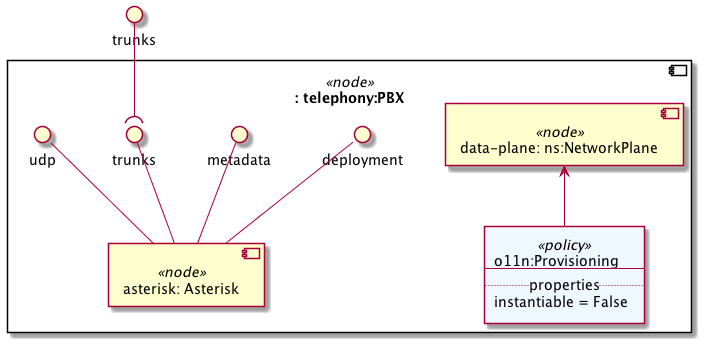 trunks
«node»
: telephony:PBX
udp
trunks
metadata
deployment
«node»
data-plane: ns:NetworkPlane
«node»
asterisk: Asterisk
«policy»
o11n:Provisioning
properties
instantiable = False